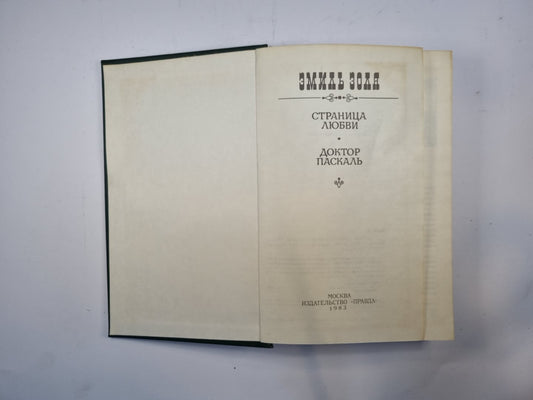 ЭМИЛЬ ЗОЛЯ
СТРАНИЦА
ЛЮБВИ
ДОКТОР
ПАСКАЛЬ
МОСКВА
ИЗДАТЕЛЬСТВО «ПРАВДА»
1983